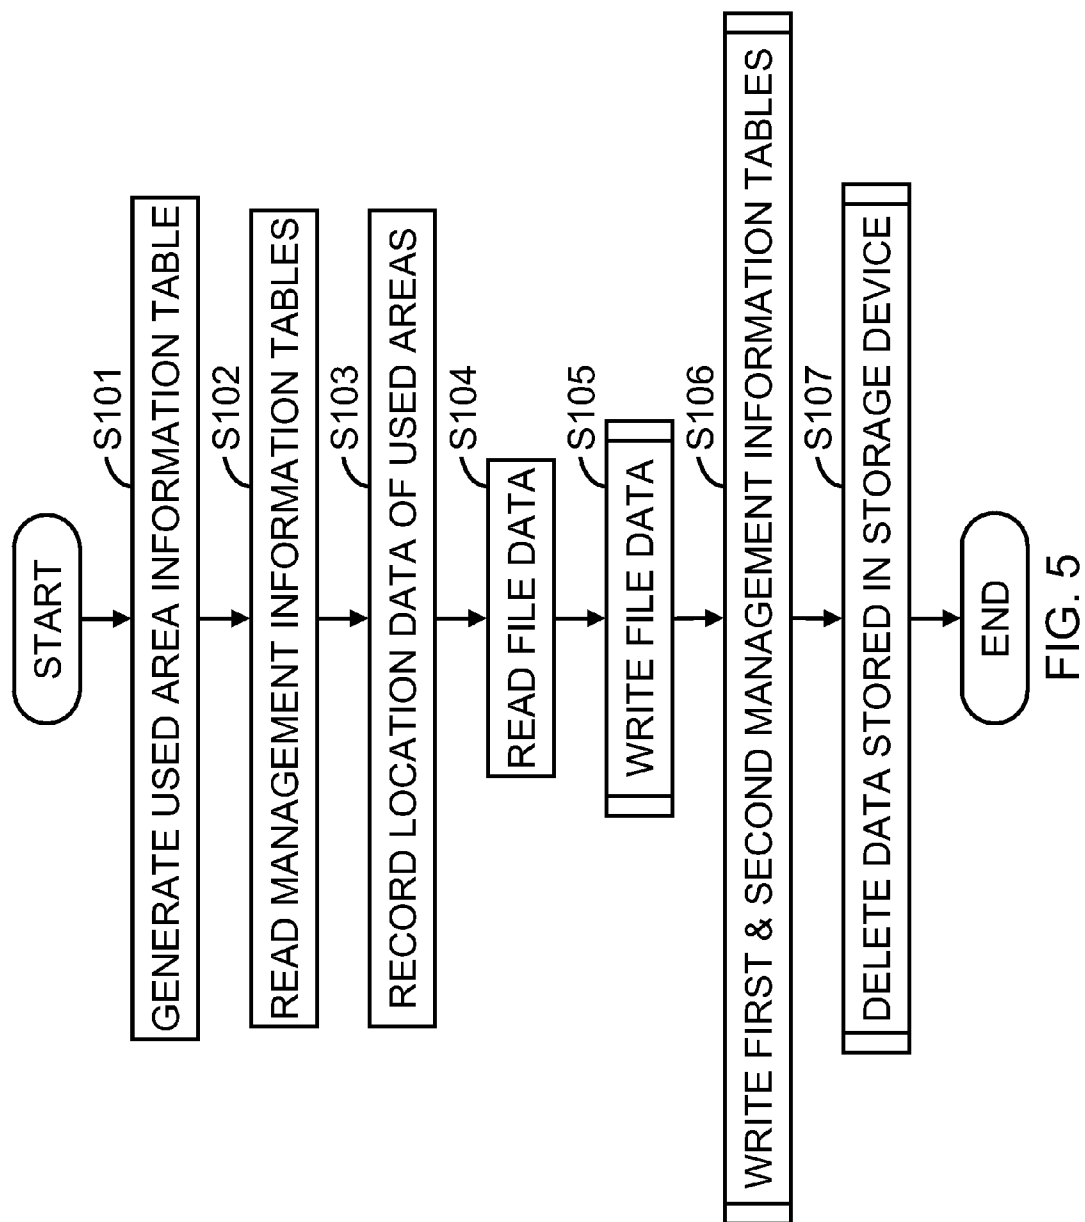 START
S101
GENERATE USED AREA INFORMATION TABLE
S102
READ MANAGEMENT INFORMATION TABLES
S103
RECORD LOCATION DATA OF USED AREAS
S104
READ FILE DATA
S105
WRITE FILE DATA
S106
WRITE FIRST & SECOND MANAGEMENT INFORMATION TABLES
S107
DELETE DATA STORED IN STORAGE DEVICE
END
FIG. 5